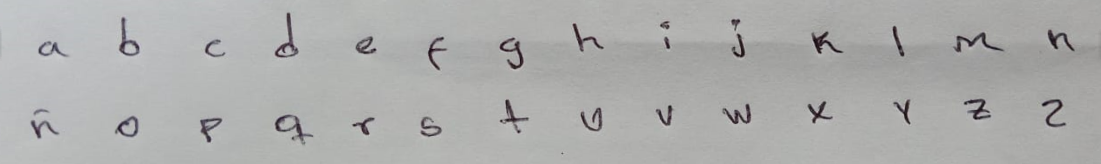 a b c d e f g h i j k l m n
ñ o p q r s t u v w x y z 2